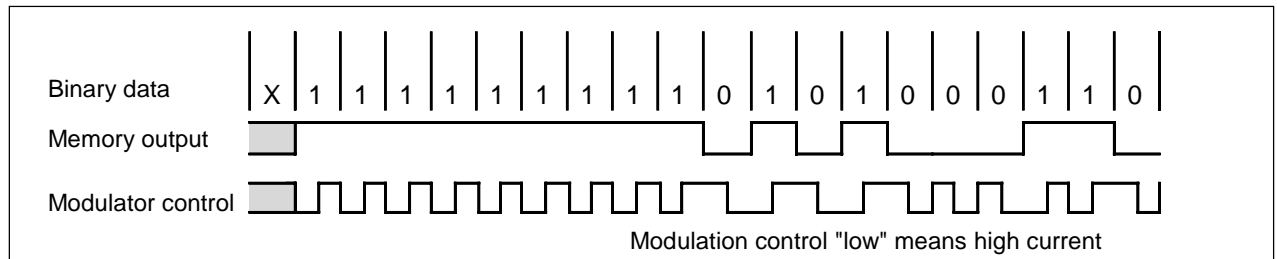 Binary data X 1 1 1 1 1 1 1 1 1 0 1 0 1 0 0 0 1 1 0
Memory output
Modulator control
Modulation control "low" means high current